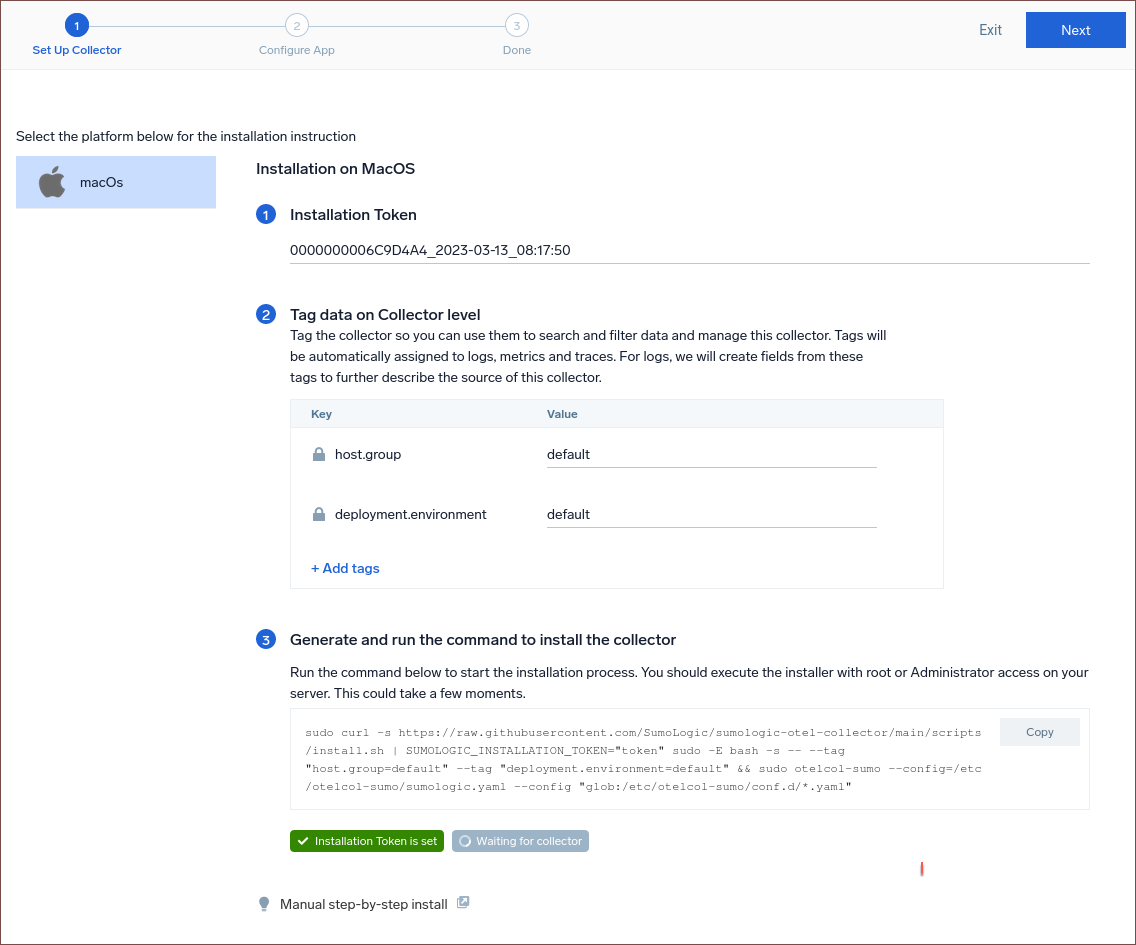 1
2
3
Set Up Collector
Configure App
Done
Exit
Next
Select the platform below for the installation instruction
macOs
Installation on MacOS
1 Installation Token
0000000006C9D4A4_2023-03-13_08:17:50
2 Tag data on Collector level
Tag the collector so you can use them to search and filter data and manage this collector. Tags will
be automatically assigned to logs, metrics and traces. For logs, we will create fields from these
tags to further describe the source of this collector.
Key Value
host.group default
deployment.environment default
+ Add tags
3 Generate and run the command to install the collector
Run the command below to start the installation process. You should execute the installer with root or Administrator access on your
server. This could take a few moments.
sudo curl -s https://raw.githubusercontent.com/SumoLogic/sumologic-otel-collector/main/scripts
/install.sh | SUMOLOGIC_INSTALLATION_TOKEN="token" sudo -E bash -s -- --tag
"host.group=default" --tag "deployment.environment=default" && sudo otelcol-sumo --config=/etc
/otelcol-sumo/sumologic.yaml --config "glob:/etc/otelcol-sumo/conf.d/*.yaml"
Copy
Installation Token is set
Waiting for collector
Manual step-by-step install